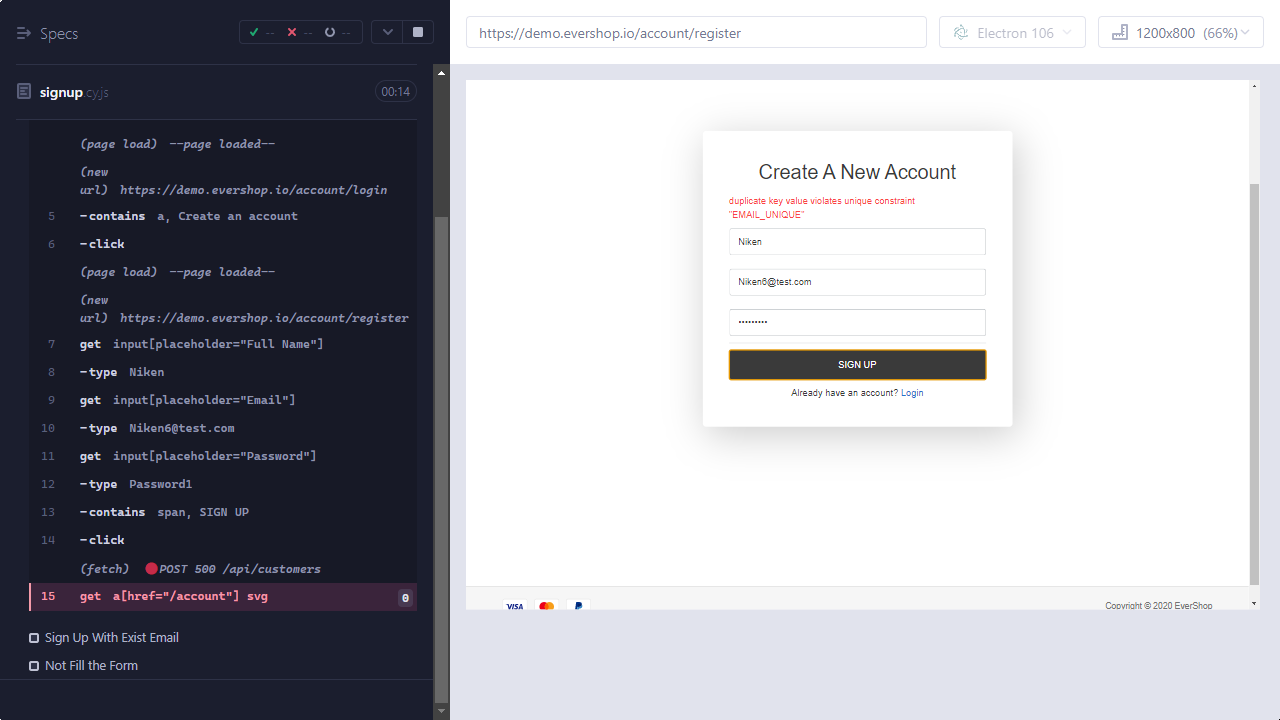 Specs
--
--
--
signup.cy.js
00:14
(page load) --page loaded--
(new
url) https://demo.evershop.io/account/login
5 -contains a, Create an account
6 -click
(page load) --page loaded--
(new
url) https://demo.evershop.io/account/register
7 get input[placeholder="Full Name"]
8 -type Niken
9 get input[placeholder="Email"]
10 -type Niken6@test.com
11 get input[placeholder="Password"]
12 -type Password1
13 -contains span, SIGN UP
14 -click
(fetch) POST 500 /api/customers
15 get a[href="/account"] svg 0
Sign Up With Exist Email
Not Fill the Form
https://demo.evershop.io/account/register
Electron 106
1200x800 (66%)
Create A New Account
duplicate key value violates unique constraint
"EMAIL_UNIQUE"
Niken
Niken6@test.com
•••••••••
SIGN UP
Already have an account? Login
VISA
Copyright © 2020 EverShop